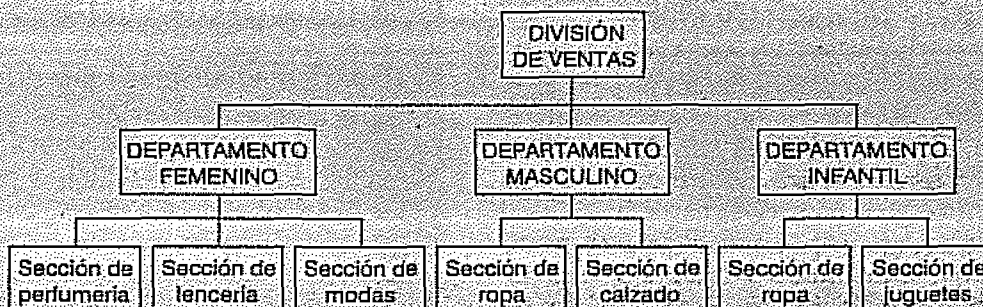 DIVISIÓN
DE VENTAS
DEPARTAMENTO
FEMENINO
DEPARTAMENTO
MASCULINO
DEPARTAMENTO
INFANTIL
Sección de
perfumería
Sección de
lencería
Sección de
modas
Sección de
ropa
Sección de
calzado
Sección de
ropa
Sección de
juguetes